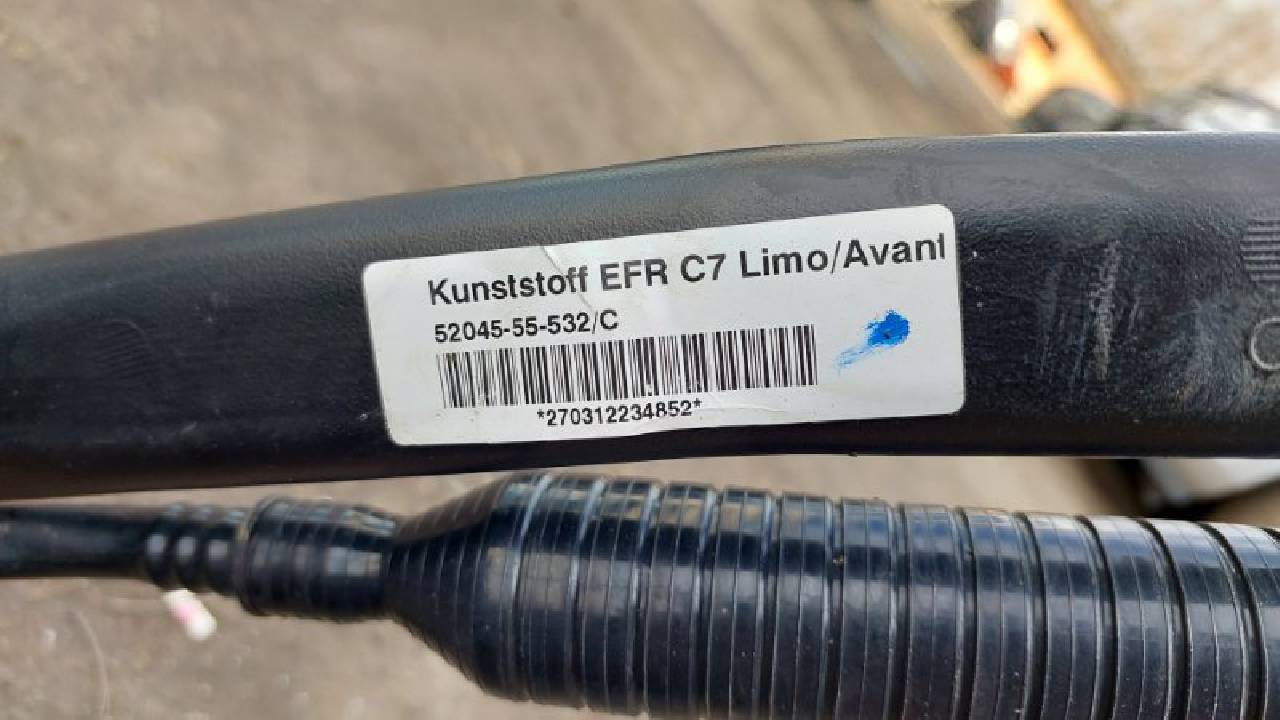 Kunststoff EFR C7 Limo/Avant
52045-55-532/C
*270312234852*